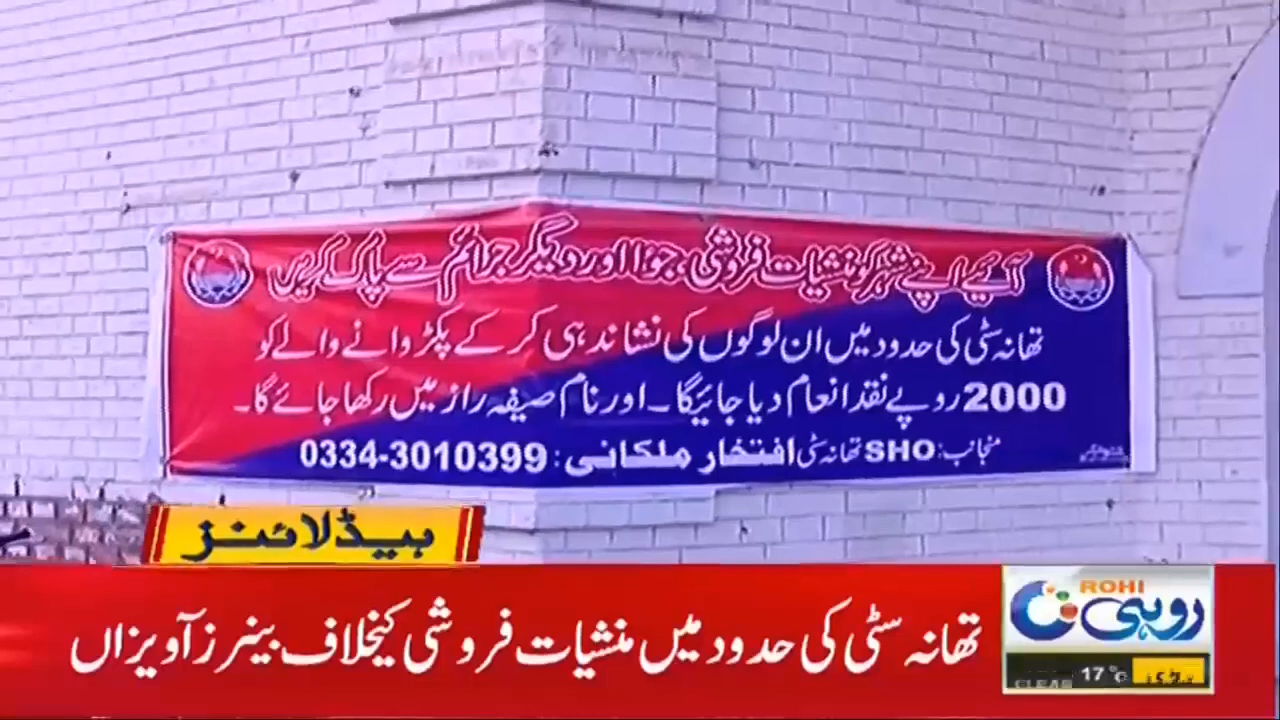 آئیے اپنے شہر کو منشیات فروشی، جوا اور دیگر جرائم سے پاک کریں
تھانہ سٹی کی حدود میں ان لوگوں کی نشاندہی کر کے پکڑوانے والے کو
2000 روپے نقد انعام دیا جائیگا۔ اور نام صیغہ راز میں رکھا جائے گا۔
منجانب: SHO تھانہ سٹی افتخار ملکانی: 0334-3010399
ہیڈلائنز
تھانہ سٹی کی حدود میں منشیات فروشی کیخلاف بینرز آویزاں
ROHI
روہی
CLEAR 17°C